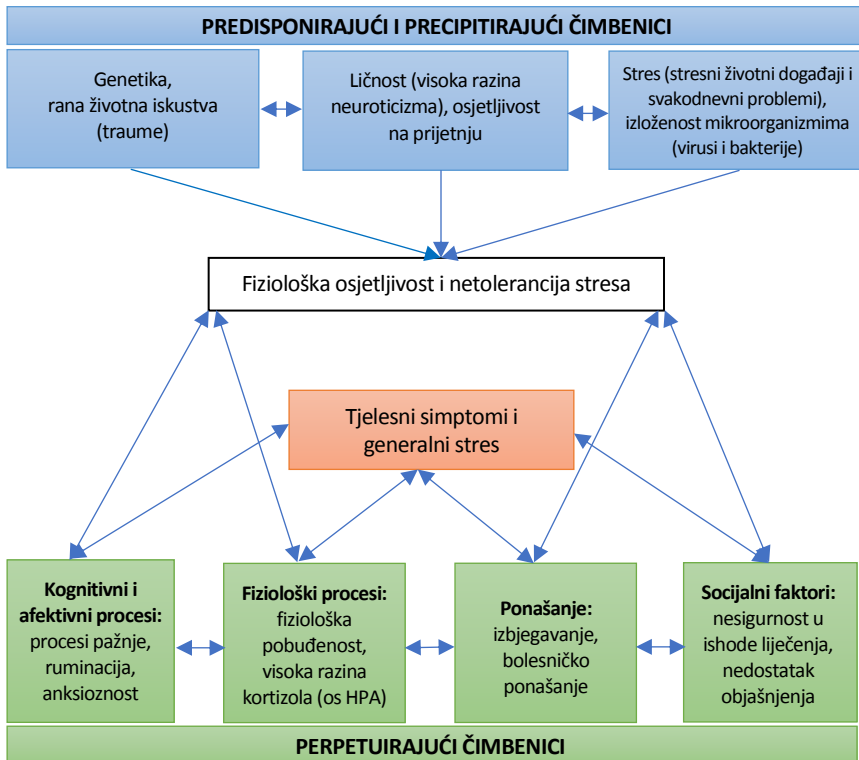 PREDISPONIRAJUĆI I PRECIPITIRAJUĆI ČIMBENICI
Genetika,
rana životna iskustva
(traume)
Ličnost (visoka razina
neuroticizma), osjetljivost
na prijetnju
Stres (stresni životni događaji i
svakodnevni problemi),
izloženost mikroorganizmima
(virusi i bakterije)
Fiziološka osjetljivost i netolerancija stresa
Tjelesni simptomi i
generalni stres
Kognitivni i
afektivni procesi:
procesi pažnje,
ruminacija,
anksioznost
Fiziološki procesi:
fiziološka
pobuđenost,
visoka razina
kortizola (os HPA)
Ponašanje:
izbjegavanje,
bolesničko
ponašanje
Socijalni faktori:
nesigurnost u
ishode liječenja,
nedostatak
objašnjenja
PERPETUIRAJUĆI ČIMBENICI